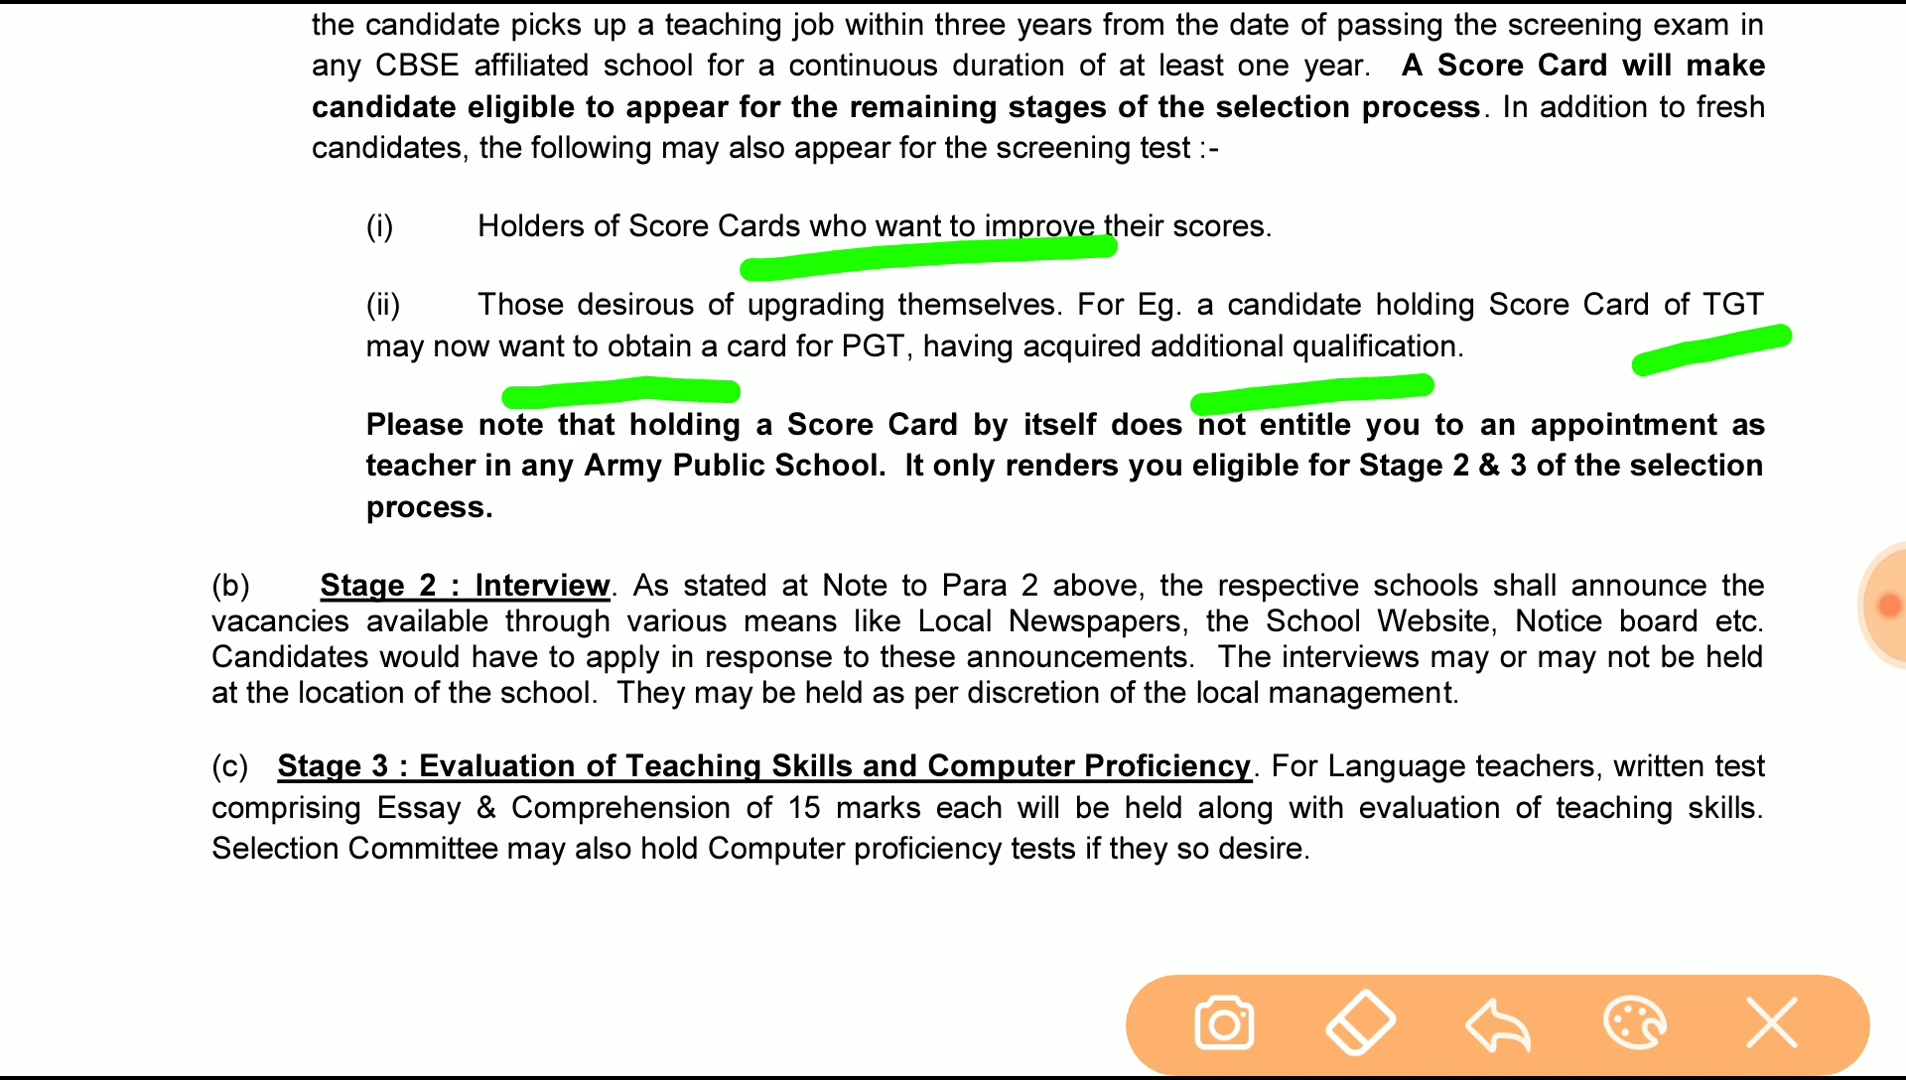 the candidate picks up a teaching job within three years from the date of passing the screening exam in
any CBSE affiliated school for a continuous duration of at least one year. A Score Card will make
candidate eligible to appear for the remaining stages of the selection process. In addition to fresh
candidates, the following may also appear for the screening test :-
(i) Holders of Score Cards who want to improve their scores.
(ii) Those desirous of upgrading themselves. For Eg. a candidate holding Score Card of TGT
may now want to obtain a card for PGT, having acquired additional qualification.
Please note that holding a Score Card by itself does not entitle you to an appointment as
teacher in any Army Public School. It only renders you eligible for Stage 2 & 3 of the selection
process.
(b) Stage 2 : Interview. As stated at Note to Para 2 above, the respective schools shall announce the
vacancies available through various means like Local Newspapers, the School Website, Notice board etc.
Candidates would have to apply in response to these announcements. The interviews may or may not be held
at the location of the school. They may be held as per discretion of the local management.
(c) Stage 3 : Evaluation of Teaching Skills and Computer Proficiency. For Language teachers, written test
comprising Essay & Comprehension of 15 marks each will be held along with evaluation of teaching skills.
Selection Committee may also hold Computer proficiency tests if they so desire.